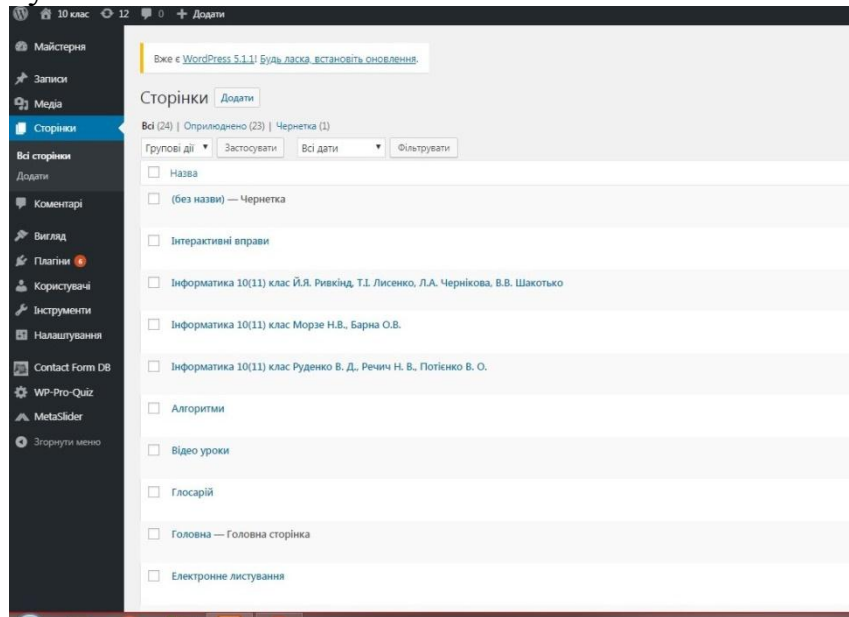 10 клас 12 0 + Додати
Майстерня
Записи
Медіа
Сторінки
Всі сторінки
Додати
Коментарі
Вигляд
Плагіни 6
Користувачі
Інструменти
Налаштування
Contact Form DB
WP-Pro-Quiz
MetaSlider
Згорнути меню
Вже є WordPress 5.1.1! Будь ласка, встановіть оновлення.
Сторінки Додати
Всі (24) | Оприлюднено (23) | Чернетка (1)
Групові дії Застосувати Всі дати Фільтрувати
Назва
(без назви) — Чернетка
Інтерактивні вправи
Інформатика 10(11) клас Й.Я. Ривкінд, Т.І. Лисенко, Л.А. Чернікова, В.В. Шакотько
Інформатика 10(11) клас Морзе Н.В., Барна О.В.
Інформатика 10(11) клас Руденко В. Д., Речич Н. В., Потієнко В. О.
Алгоритми
Відео уроки
Глосарій
Головна — Головна сторінка
Електронне листування